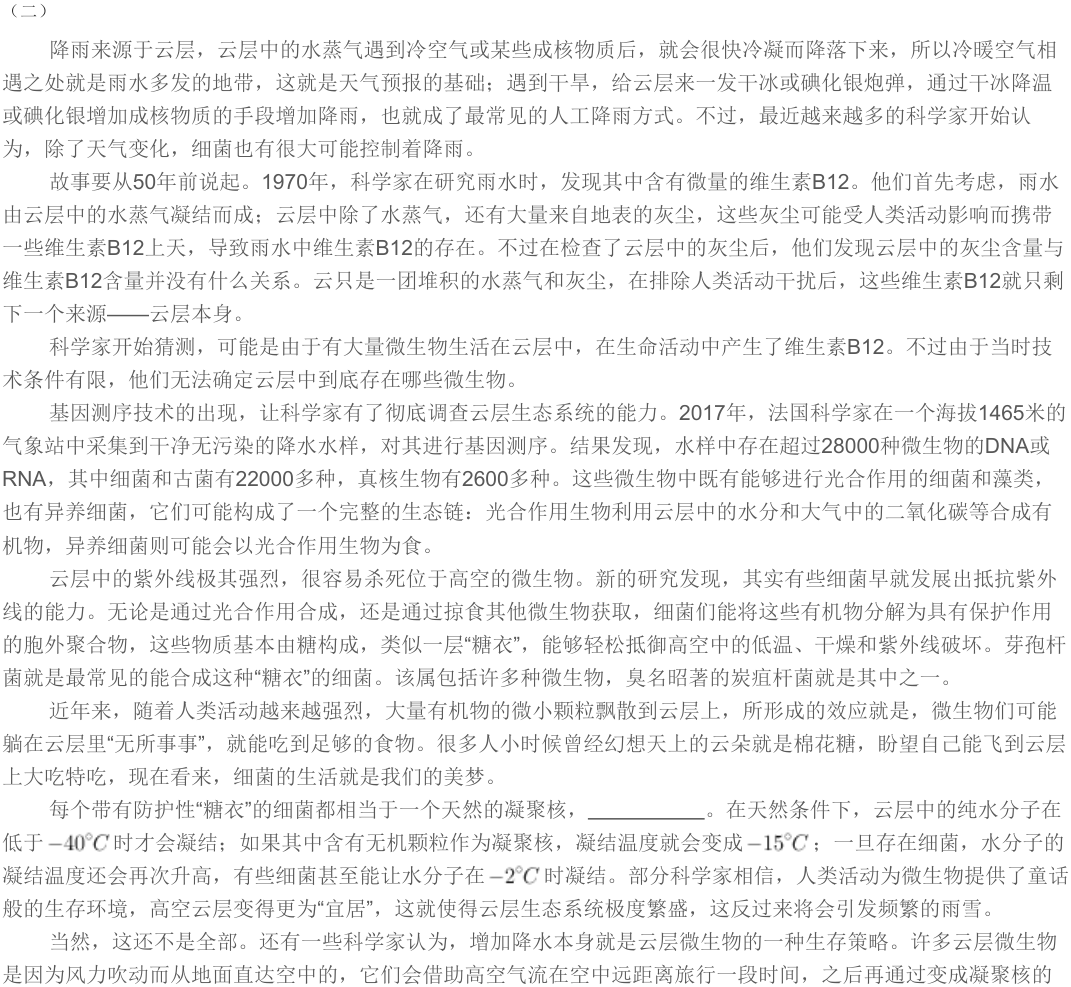 （二）
降雨来源于云层，云层中的水蒸气遇到冷空气或某些成核物质后，就会很快冷凝而降落下来，所以冷暖空气相
遇之处就是雨水多发的地带，这就是天气预报的基础；遇到干旱，给云层来一发干冰或碘化银炮弹，通过干冰降温
或碘化银增加成核物质的手段增加降雨，也就成了最常见的人工降雨方式。不过，最近越来越多的科学家开始认
为，除了天气变化，细菌也有很大可能控制着降雨。
故事要从50年前说起。1970年，科学家在研究雨水时，发现其中含有微量的维生素B12。他们首先考虑，雨水
由云层中的水蒸气凝结而成；云层中除了水蒸气，还有大量来自地表的灰尘，这些灰尘可能受人类活动影响而携带
一些维生素B12上天，导致雨水中维生素B12的存在。不过在检查了云层中的灰尘后，他们发现云层中的灰尘含量与
维生素B12含量并没有什么关系。云只是一团堆积的水蒸气和灰尘，在排除人类活动干扰后，这些维生素B12就只剩
下一个来源——云层本身。
科学家开始猜测，可能是由于有大量微生物生活在云层中，在生命活动中产生了维生素B12。不过由于当时技
术条件有限，他们无法确定云层中到底存在哪些微生物。
基因测序技术的出现，让科学家有了彻底调查云层生态系统的能力。2017年，法国科学家在一个海拔1465米的
气象站中采集到干净无污染的降水水样，对其进行基因测序。结果发现，水样中存在超过28000种微生物的DNA或
RNA，其中细菌和古菌有22000多种，真核生物有2600多种。这些微生物中既有能够进行光合作用的细菌和藻类，
也有异养细菌，它们可能构成了一个完整的生态链：光合作用生物利用云层中的水分和大气中的二氧化碳等合成有
机物，异养细菌则可能会以光合作用生物为食。
云层中的紫外线极其强烈，很容易杀死位于高空的微生物。新的研究发现，其实有些细菌早就发展出抵抗紫外
线的能力。无论是通过光合作用合成，还是通过掠食其他微生物获取，细菌们能将这些有机物分解为具有保护作用
的胞外聚合物，这些物质基本由糖构成，类似一层“糖衣”，能够轻松抵御高空中的低温、干燥和紫外线破坏。芽孢杆
菌就是最常见的能合成这种“糖衣”的细菌。该属包括许多种微生物，臭名昭著的炭疽杆菌就是其中之一。
近年来，随着人类活动越来越强烈，大量有机物的微小颗粒飘散到云层上，所形成的效应就是，微生物们可能
躺在云层里“无所事事”，就能吃到足够的食物。很多人小时候曾经幻想天上的云朵就是棉花糖，盼望自己能飞到云层
上大吃特吃，现在看来，细菌的生活就是我们的美梦。
每个带有防护性“糖衣”的细菌都相当于一个天然的凝聚核，___________。在天然条件下，云层中的纯水分子在
低于−40°C时才会凝结；如果其中含有无机颗粒作为凝聚核，凝结温度就会变成−15°C；一旦存在细菌，水分子的
凝结温度还会再次升高，有些细菌甚至能让水分子在−2°C时凝结。部分科学家相信，人类活动为微生物提供了童话
般的生存环境，高空云层变得更为“宜居”，这就使得云层生态系统极度繁盛，这反过来将会引发频繁的雨雪。
当然，这还不是全部。还有一些科学家认为，增加降水本身就是云层微生物的一种生存策略。许多云层微生物
是因为风力吹动而从地面直达空中的，它们会借助高空气流在空中远距离旅行一段时间，之后再通过变成凝聚核的